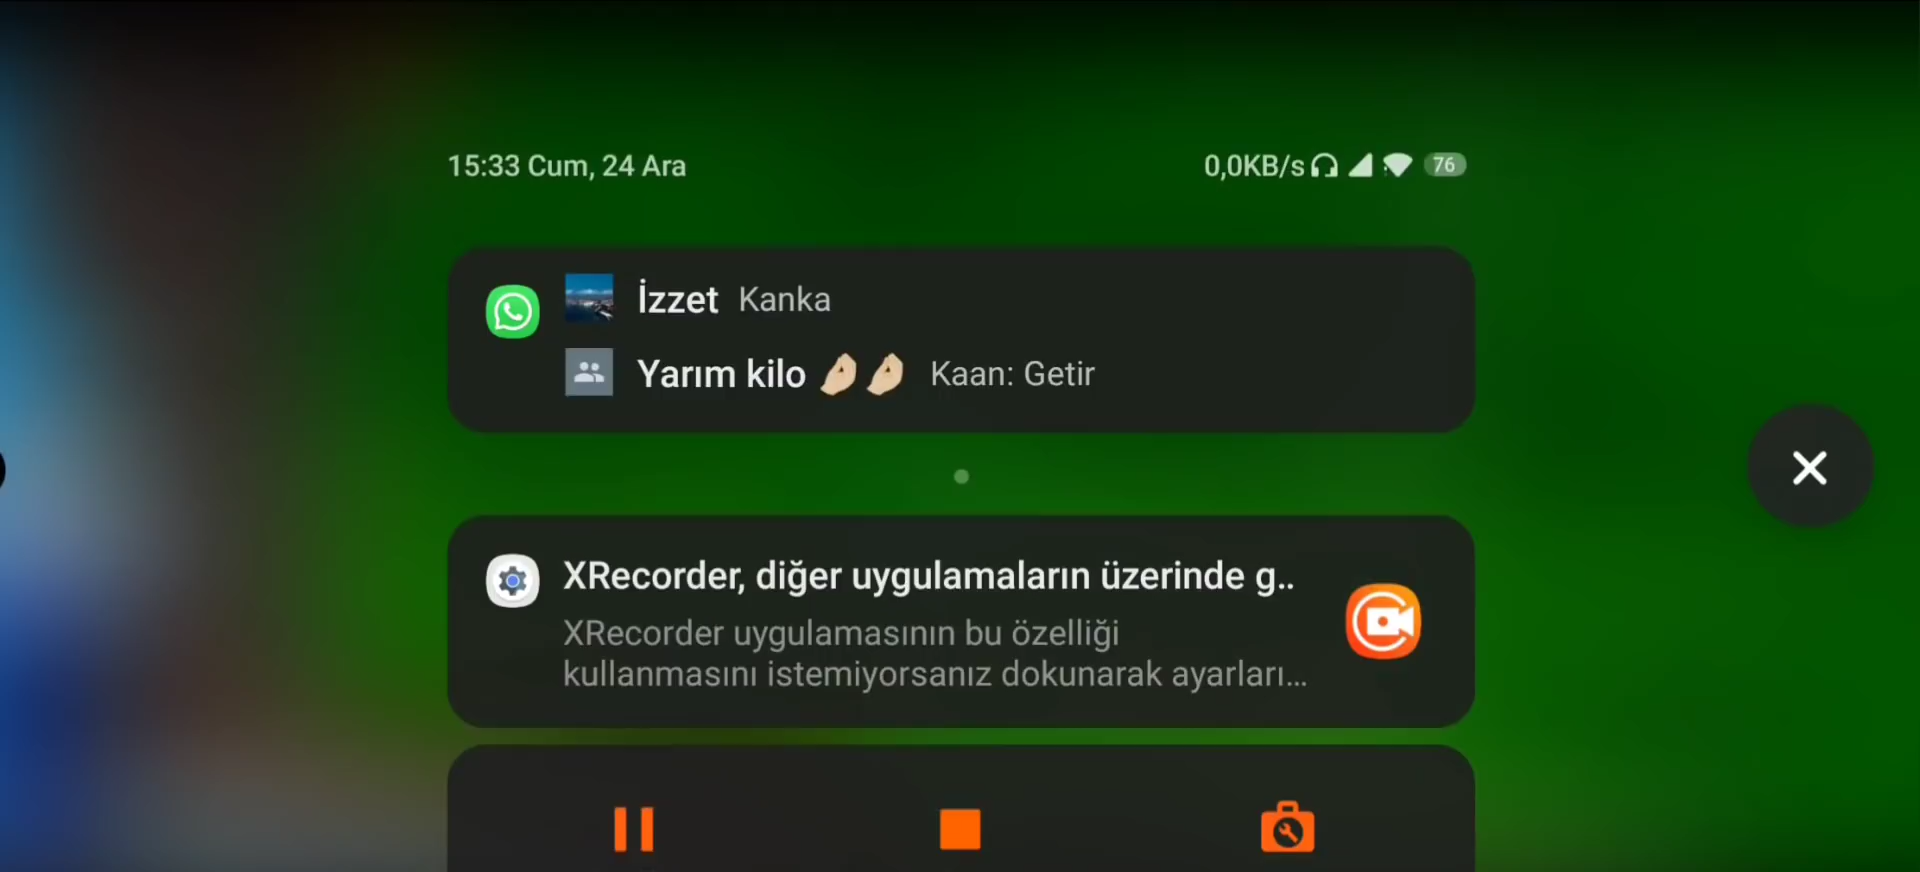 15:33 Cum, 24 Ara
0,0KB/s 76
İzzet Kanka
Yarım kilo 🤌🏻🤌🏻 Kaan: Getir
XRecorder, diğer uygulamaların üzerinde g..
XRecorder uygulamasının bu özelliği
kullanmasını istemiyorsanız dokunarak ayarları...